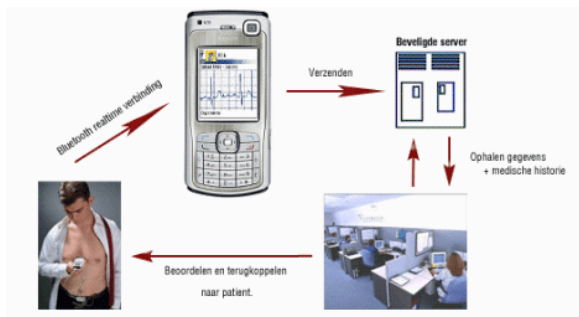 Bluetooth realtime verbinding
Verzenden
Beveligde server
Ophalen gegevens
+ medische historie
Beoordelen en terugkoppelen
naar patient.